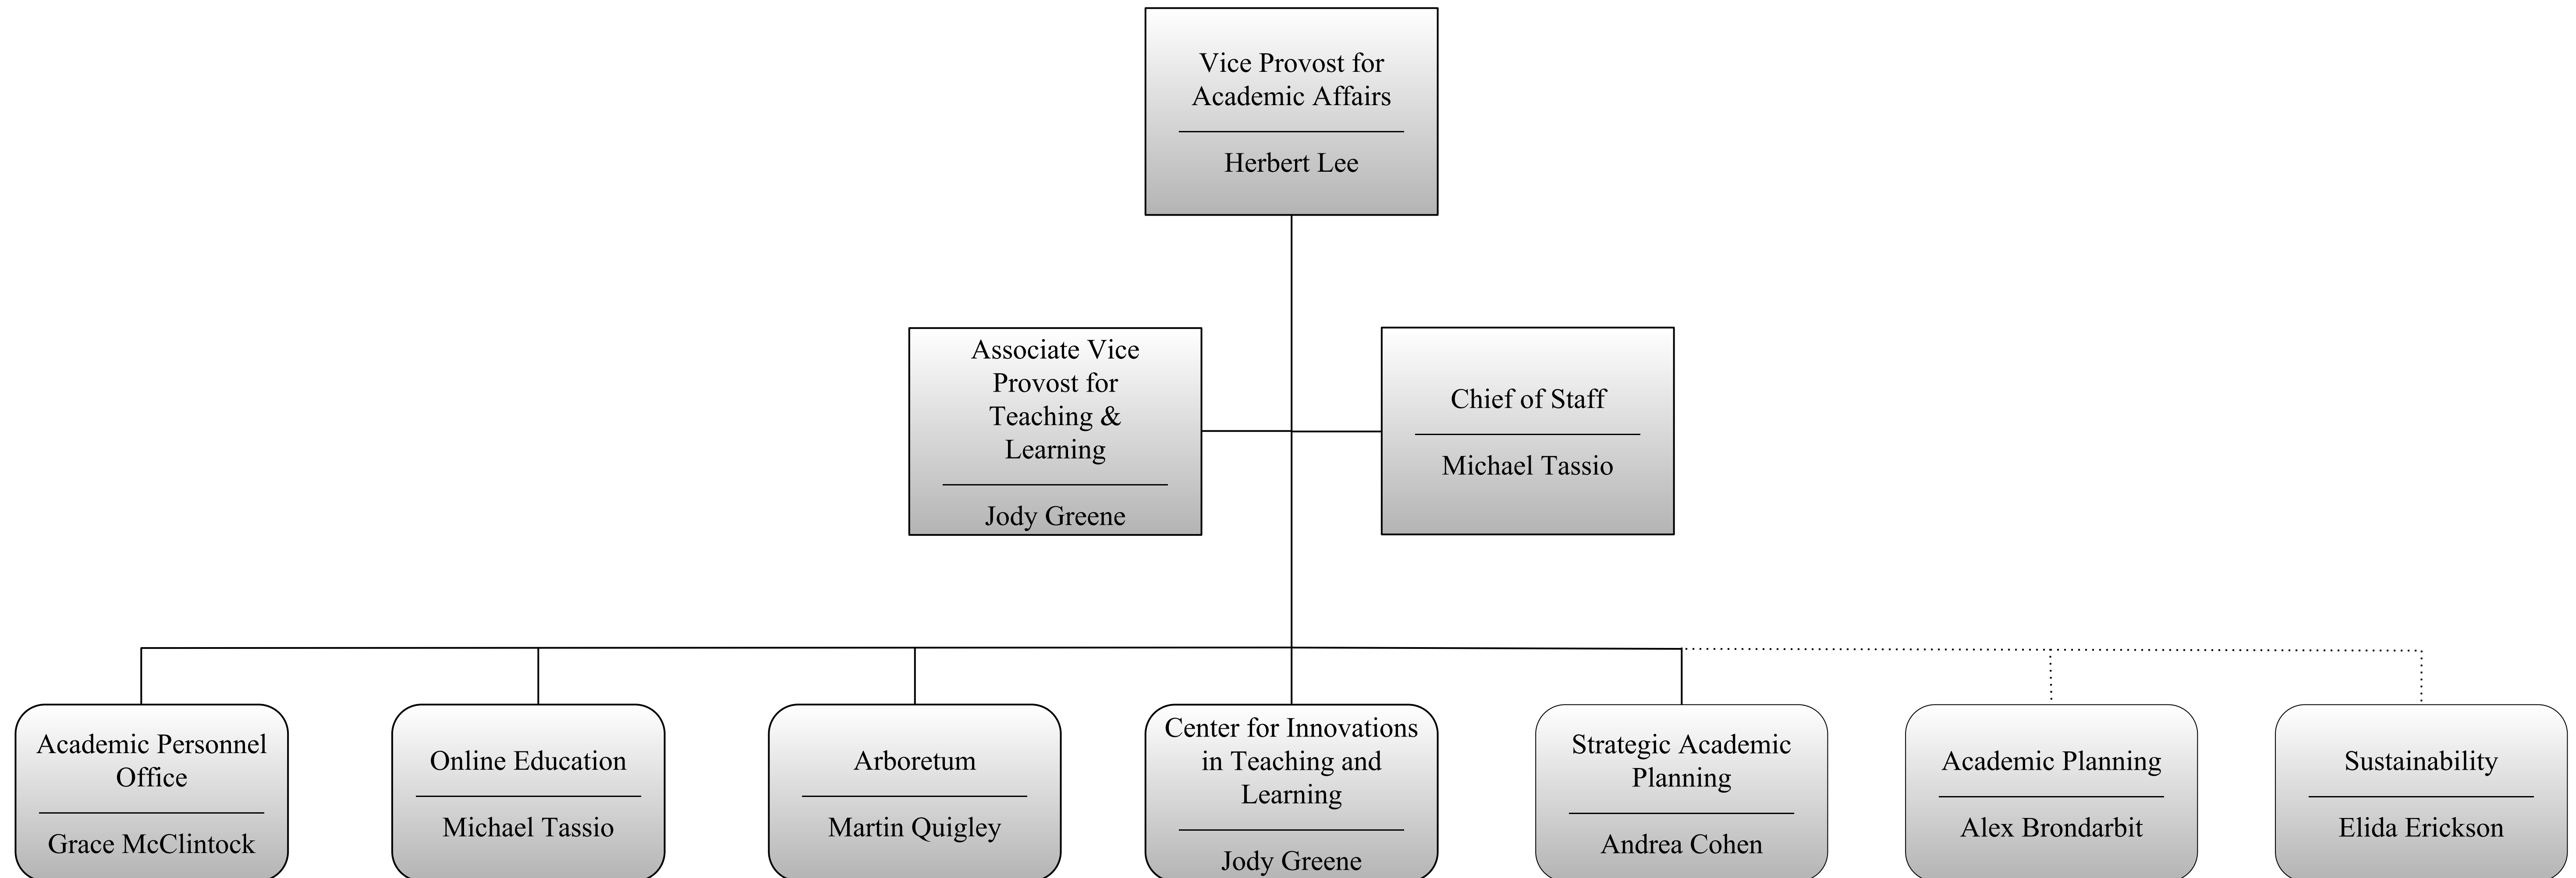 Vice Provost for
Academic Affairs
Herbert Lee
Associate Vice
Provost for
Teaching &
Learning
Jody Greene
Chief of Staff
Michael Tassio
Academic Personnel
Office
Grace McClintock
Online Education
Michael Tassio
Arboretum
Martin Quigley
Center for Innovations
in Teaching and
Learning
Jody Greene
Strategic Academic
Planning
Andrea Cohen
Academic Planning
Alex Brondarbit
Sustainability
Elida Erickson